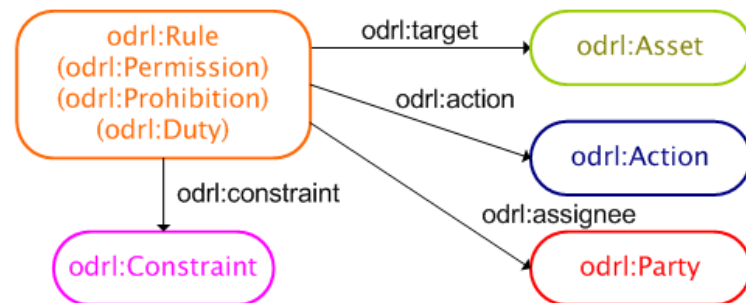 odrl:Rule
(odrl:Permission)
(odrl:Prohibition)
(odrl:Duty)
odrl:target
odrl:Asset
odrl:action
odrl:Action
odrl:constraint
odrl:assignee
odrl:Constraint
odrl:Party